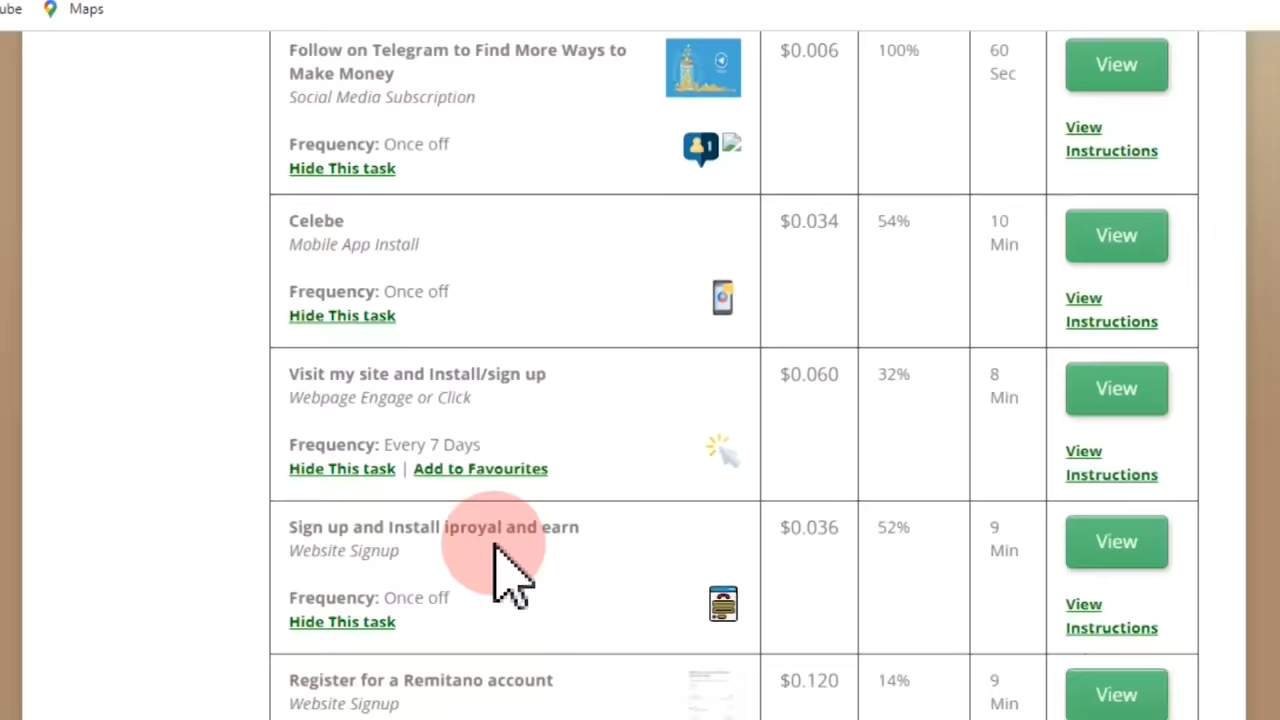 ube Maps
Follow on Telegram to Find More Ways to
Make Money
Social Media Subscription
Frequency: Once off
Hide This task
$0.006
100%
60
Sec
View
View
Instructions
Celebe
Mobile App Install
Frequency: Once off
Hide This task
$0.034
54%
10
Min
View
View
Instructions
Visit my site and Install/sign up
Webpage Engage or Click
Frequency: Every 7 Days
Hide This task | Add to Favourites
$0.060
32%
8
Min
View
View
Instructions
Sign up and Install iproyal and earn
Website Signup
Frequency: Once off
Hide This task
$0.036
52%
9
Min
View
View
Instructions
Register for a Remitano account
Website Signup
$0.120
14%
9
Min
View